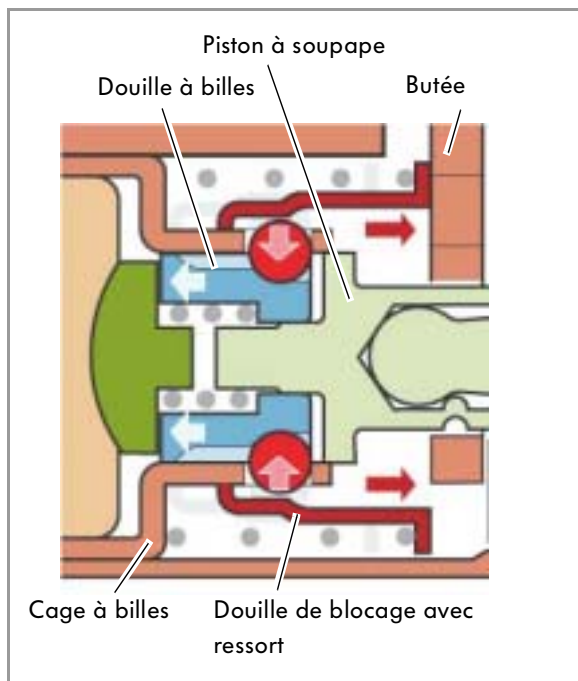 Piston à soupape
Douille à billes
Butée
Cage à billes
Douille de blocage avec
ressort